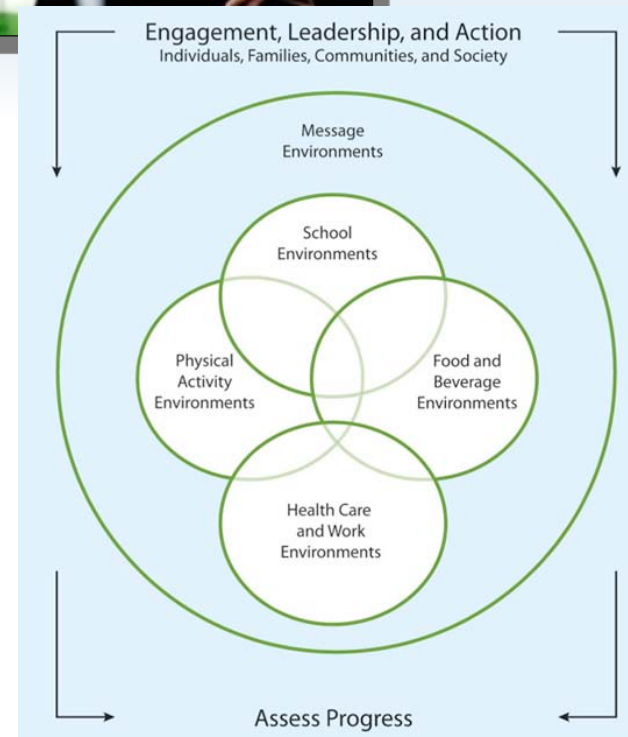 Engagement, Leadership, and Action
Individuals, Families, Communities, and Society
Message
Environments
School
Environments
Physical
Activity
Environments
Food and
Beverage
Environments
Health Care
and Work
Environments
Assess Progress